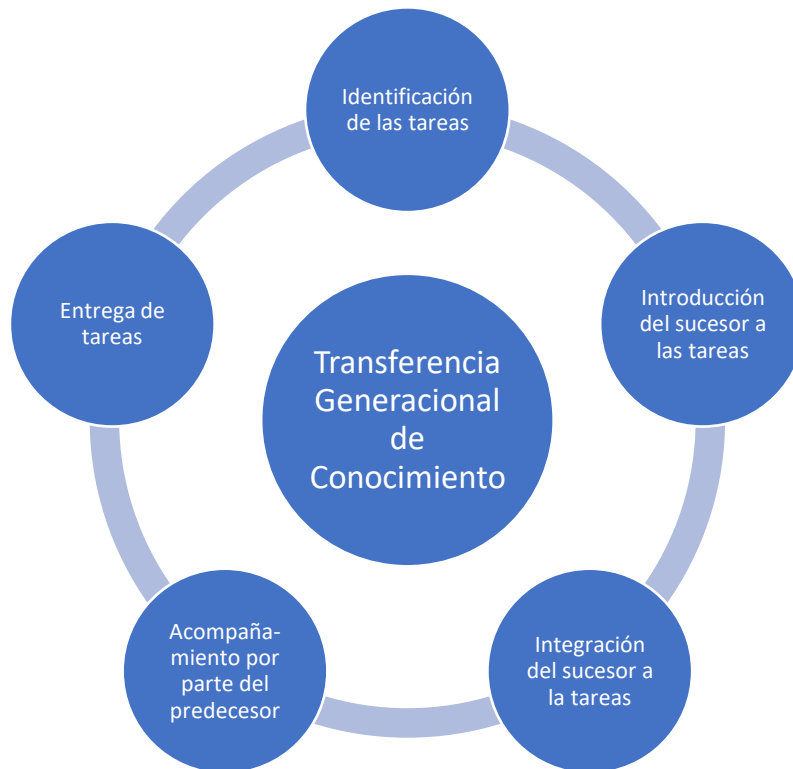 Identificación
de las tareas
Introducción
del sucesor a
las tareas
Integración
del sucesor a
la tareas
Acompaña-
miento por
parte del
predecesor
Entrega de
tareas
Transferencia
Generacional
de
Conocimiento